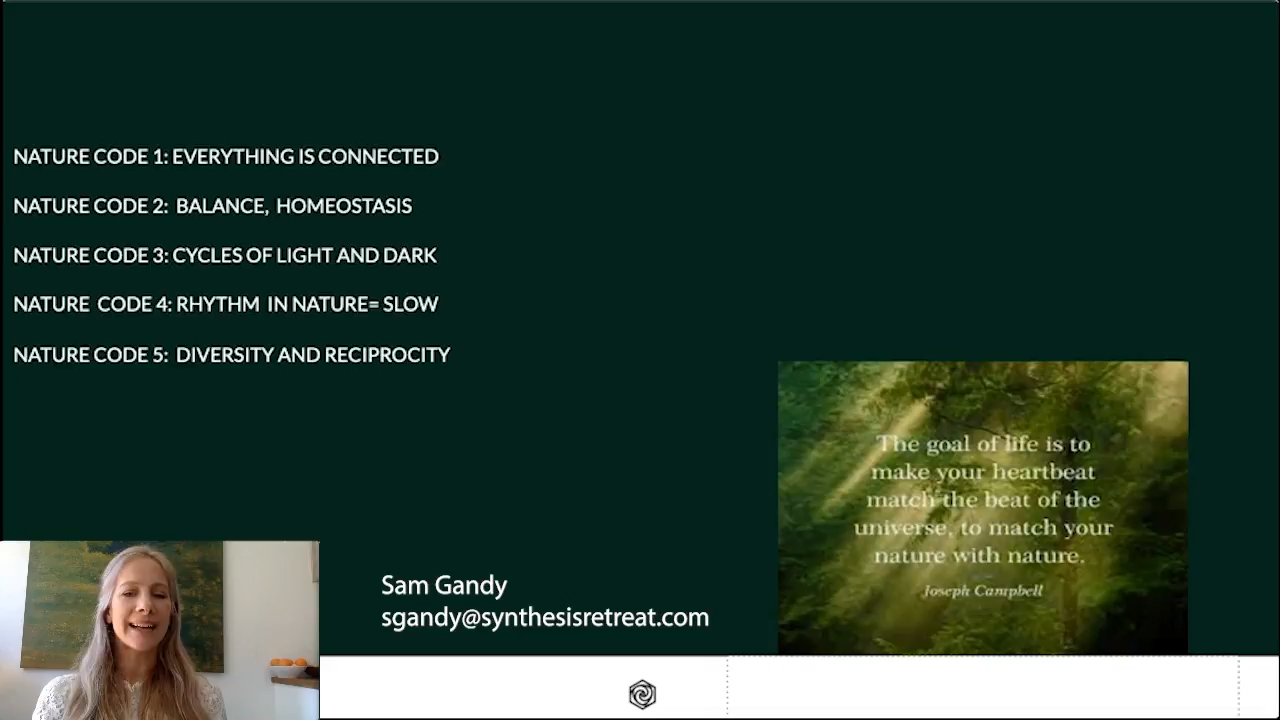 NATURE CODE 1: EVERYTHING IS CONNECTED
NATURE CODE 2:  BALANCE,  HOMEOSTASIS
NATURE CODE 3: CYCLES OF LIGHT AND DARK
NATURE  CODE 4: RHYTHM  IN NATURE= SLOW
NATURE CODE 5:  DIVERSITY AND RECIPROCITY
The goal of life is to
make your heartbeat
match the beat of the
universe, to match your
nature with nature.
Joseph Campbell
Sam Gandy
sgandy@synthesisretreat.com